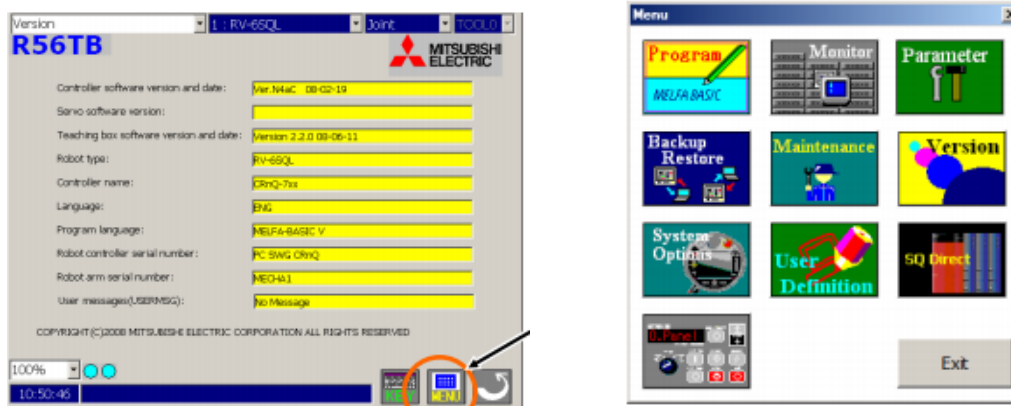 Version
1 : RV-6SQL
Joint
TOOL0
R56TB
MITSUBISHI
ELECTRIC
Controller software version and date:
Ver.N4aC 08-02-19
Servo software version:
Teaching box software version and date:
Version 2.2.0 08-06-11
Robot type:
RV-6SQL
Controller name:
CRnQ-7xx
Language:
ENG
Program language:
MELFA-BASIC V
Robot controller serial number:
PC SWG CRnQ
Robot arm serial number:
MECHA1
User messages(USERMSG):
No Message
COPYRIGHT (C)2008 MITSUBISHI ELECTRIC CORPORATION ALL RIGHTS RESERVED
100%
10:50:46
KEY
MENU
Menu
Program
MELFA BASIC
Monitor
Parameter
Backup
Restore
Maintenance
Version
System
Options
User
Definition
SQ Direct
O.Panel
Exit